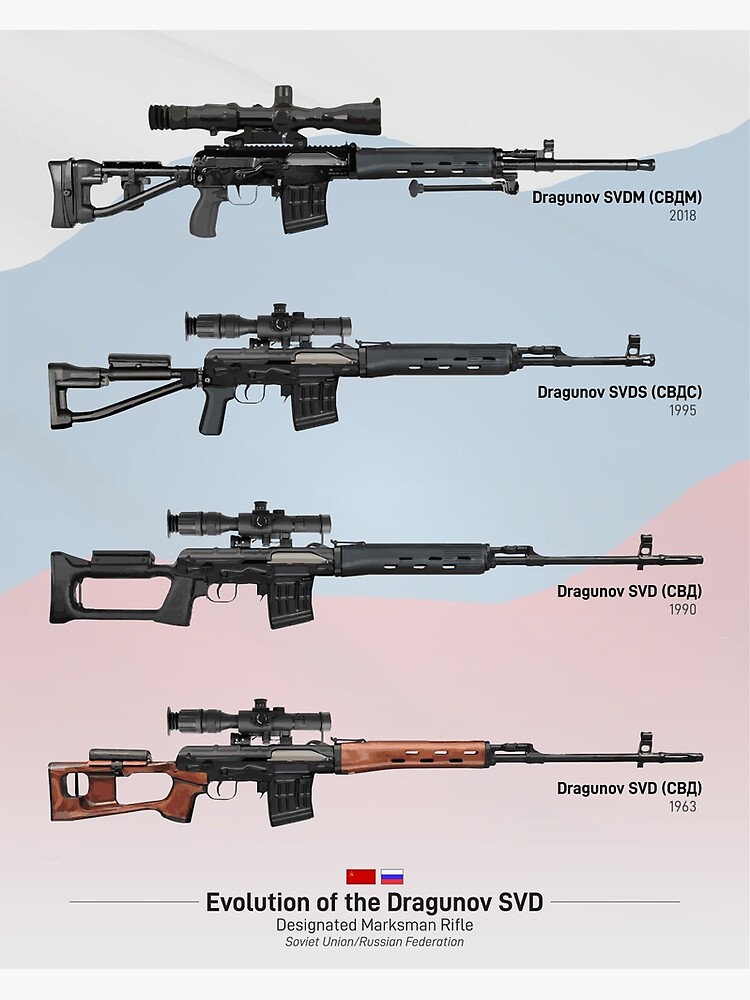 Dragunov SVDM (СВДМ)
2018
Dragunov SVDS (СВДС)
1995
Dragunov SVD (СВД)
1990
Dragunov SVD (СВД)
1963
Evolution of the Dragunov SVD
Designated Marksman Rifle
Soviet Union/Russian Federation